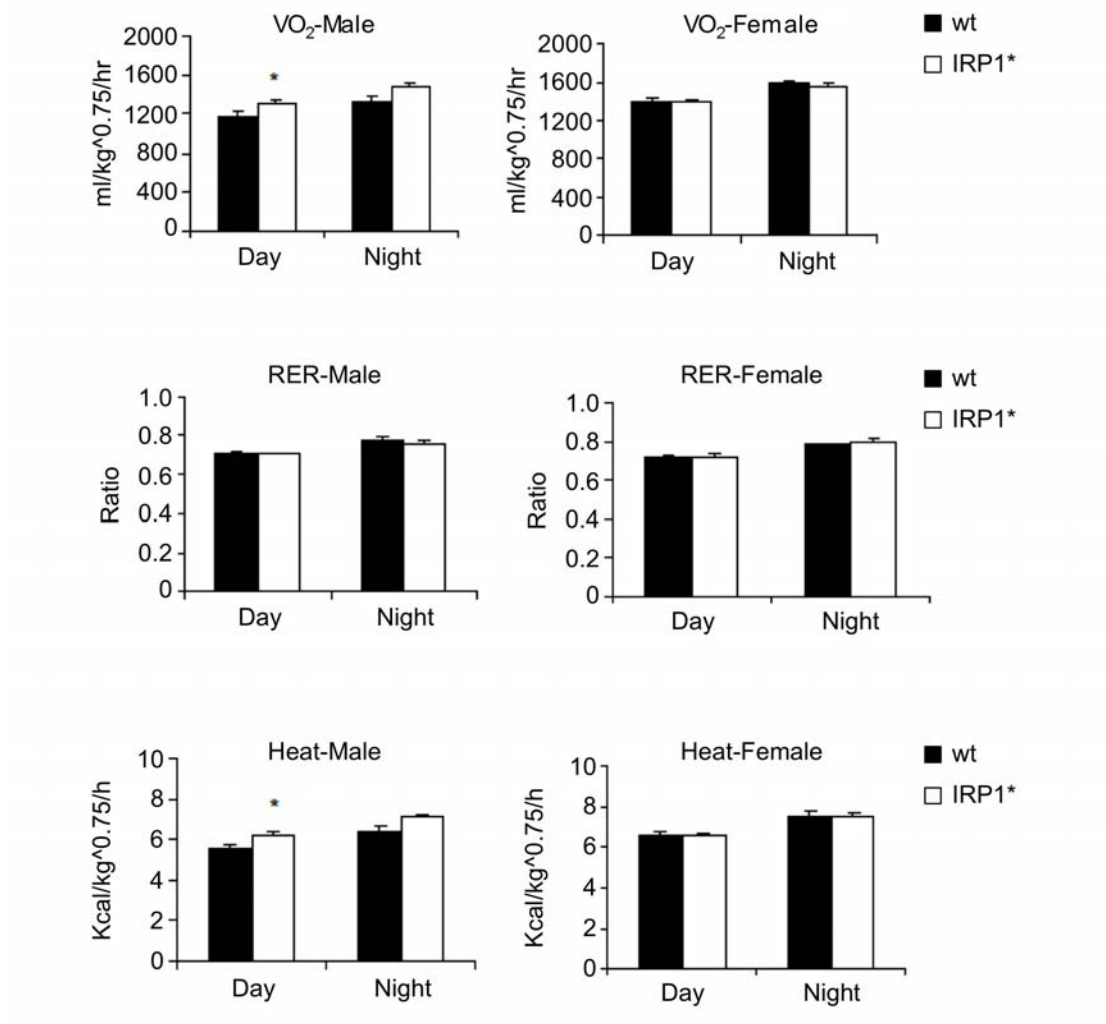 VO₂-Male
2000
1600
1200
800
400
0
ml/kg^0.75/hr
*
Day Night
VO₂-Female
2000
1600
1200
800
400
0
ml/kg^0.75/hr
Day Night
wt
IRP1*
RER-Male
1.0
0.8
0.6
0.4
0.2
0
Ratio
Day Night
RER-Female
1.0
0.8
0.6
0.4
0.2
0
Ratio
Day Night
wt
IRP1*
Heat-Male
10
8
6
4
2
0
Kcal/kg^0.75/h
*
Day Night
Heat-Female
10
8
6
4
2
0
Kcal/kg^0.75/h
Day Night
wt
IRP1*